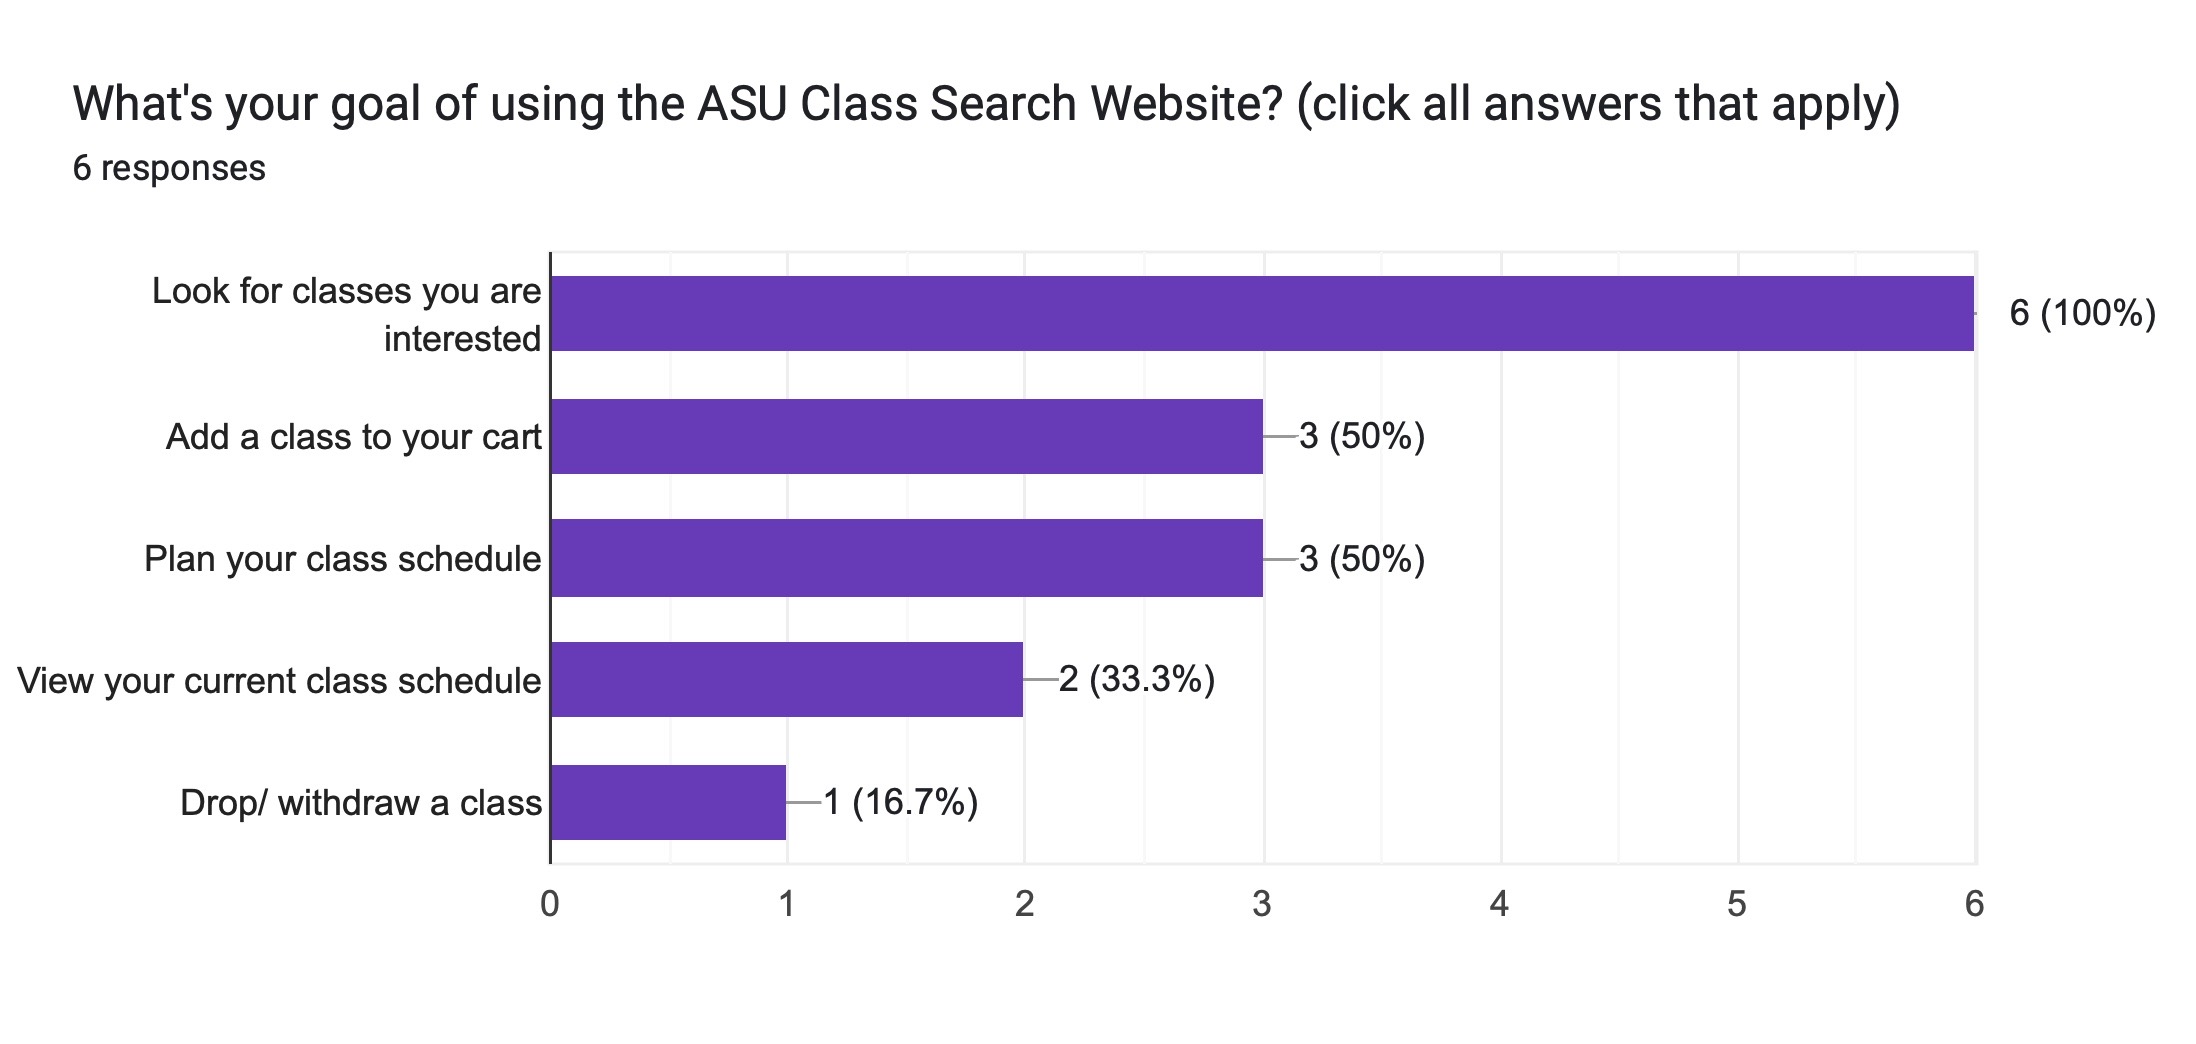 What's your goal of using the ASU Class Search Website? (click all answers that apply)
6 responses
Look for classes you are
interested
6 (100%)
Add a class to your cart
3 (50%)
Plan your class schedule
3 (50%)
View your current class schedule
2 (33.3%)
Drop/ withdraw a class
1 (16.7%)
0 1 2 3 4 5 6